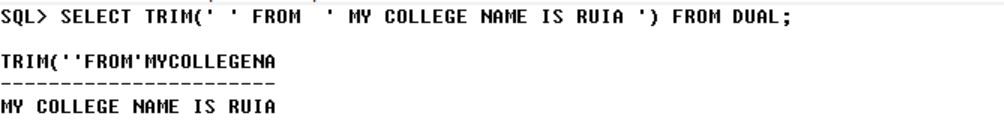 SQL> SELECT TRIM(' ' FROM  ' MY COLLEGE NAME IS RUIA ') FROM DUAL;
TRIM(''FROM'MYCOLLEGENA
-----------------------
MY COLLEGE NAME IS RUIA